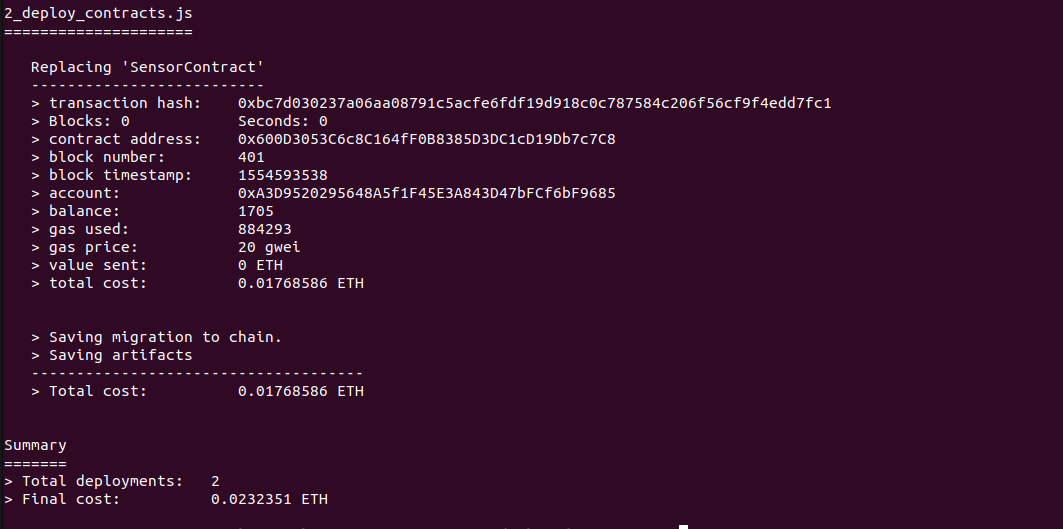 2_deploy_contracts.js
=====================
Replacing 'SensorContract'
--------------------------
> transaction hash: 0xbc7d030237a06aa08791c5acfe6fdf19d918c0c787584c206f56cf9f4edd7fc1
> Blocks: 0 Seconds: 0
> contract address: 0x600D3053C6c8C164fF0B8385D3DC1cD19Db7c7C8
> block number: 401
> block timestamp: 1554593538
> account: 0xA3D9520295648A5f1F45E3A843D47bFCf6bF9685
> balance: 1705
> gas used: 884293
> gas price: 20 gwei
> value sent: 0 ETH
> total cost: 0.01768586 ETH
> Saving migration to chain.
> Saving artifacts
-------------------------------------
> Total cost: 0.01768586 ETH
Summary
=======
> Total deployments: 2
> Final cost: 0.0232351 ETH